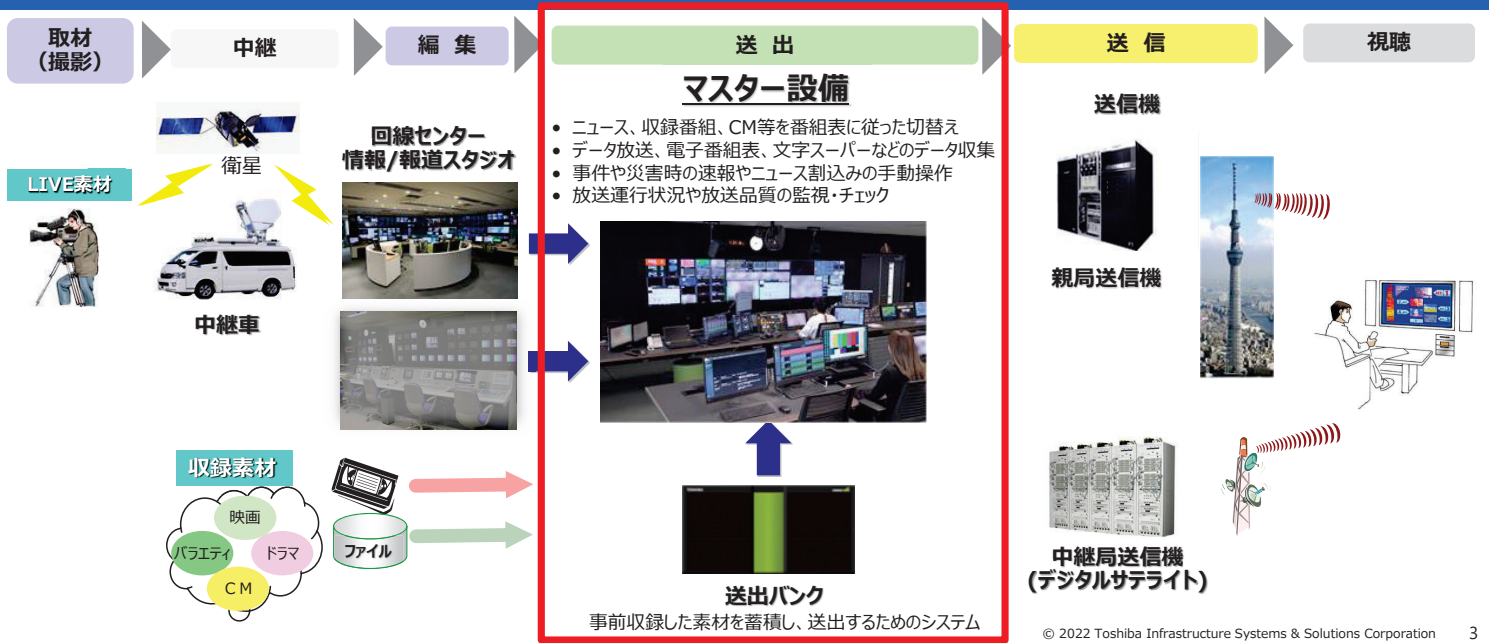 取材
(撮影)
中継
編 集
送 出
送 信
視聴
LIVE素材
衛星
中継車
回線センター
情報/報道スタジオ
収録素材
映画
バラエティ
ドラマ
ＣＭ
ファイル
マスター設備
• ニュース、収録番組、CM等を番組表に従った切替え
• データ放送、電子番組表、文字スーパーなどのデータ収集
• 事件や災害時の速報やニュース割込みの手動操作
• 放送運行状況や放送品質の監視・チェック
送出バンク
事前収録した素材を蓄積し、送出するためのシステム
送信機
親局送信機
中継局送信機
(デジタルサテライト)
© 2022 Toshiba Infrastructure Systems & Solutions Corporation 3